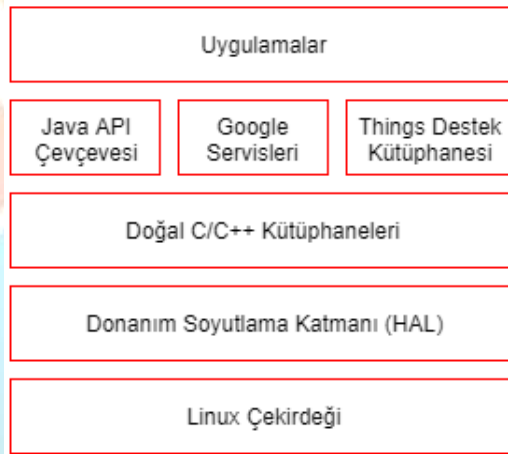 Uygulamalar
Java API
Çevçevesi
Google
Servisleri
Things Destek
Kütüphanesi
Doğal C/C++ Kütüphaneleri
Donanım Soyutlama Katmanı (HAL)
Linux Çekirdeği